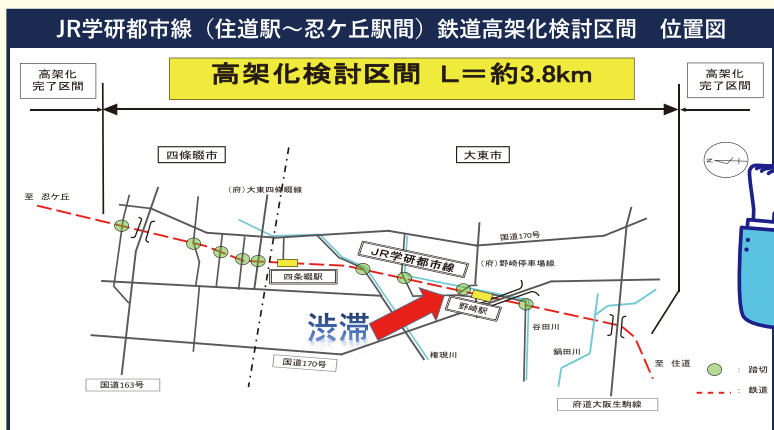 JR学研都市線（住道駅～忍ケ丘駅間）鉄道高架化検討区間 位置図
高架化
完了区間
高架化検討区間 L＝約3.8km
高架化
完了区間
四條畷市
大東市
N
至 忍ケ丘
（府）大東四條畷線
国道170号
JR学研都市線
（府）野崎停車場線
四条畷駅
野崎駅
渋滞
谷田川
権現川
鍋田川
国道170号
至 住道
国道163号
府道大阪生駒線
： 踏切
： 鉄道